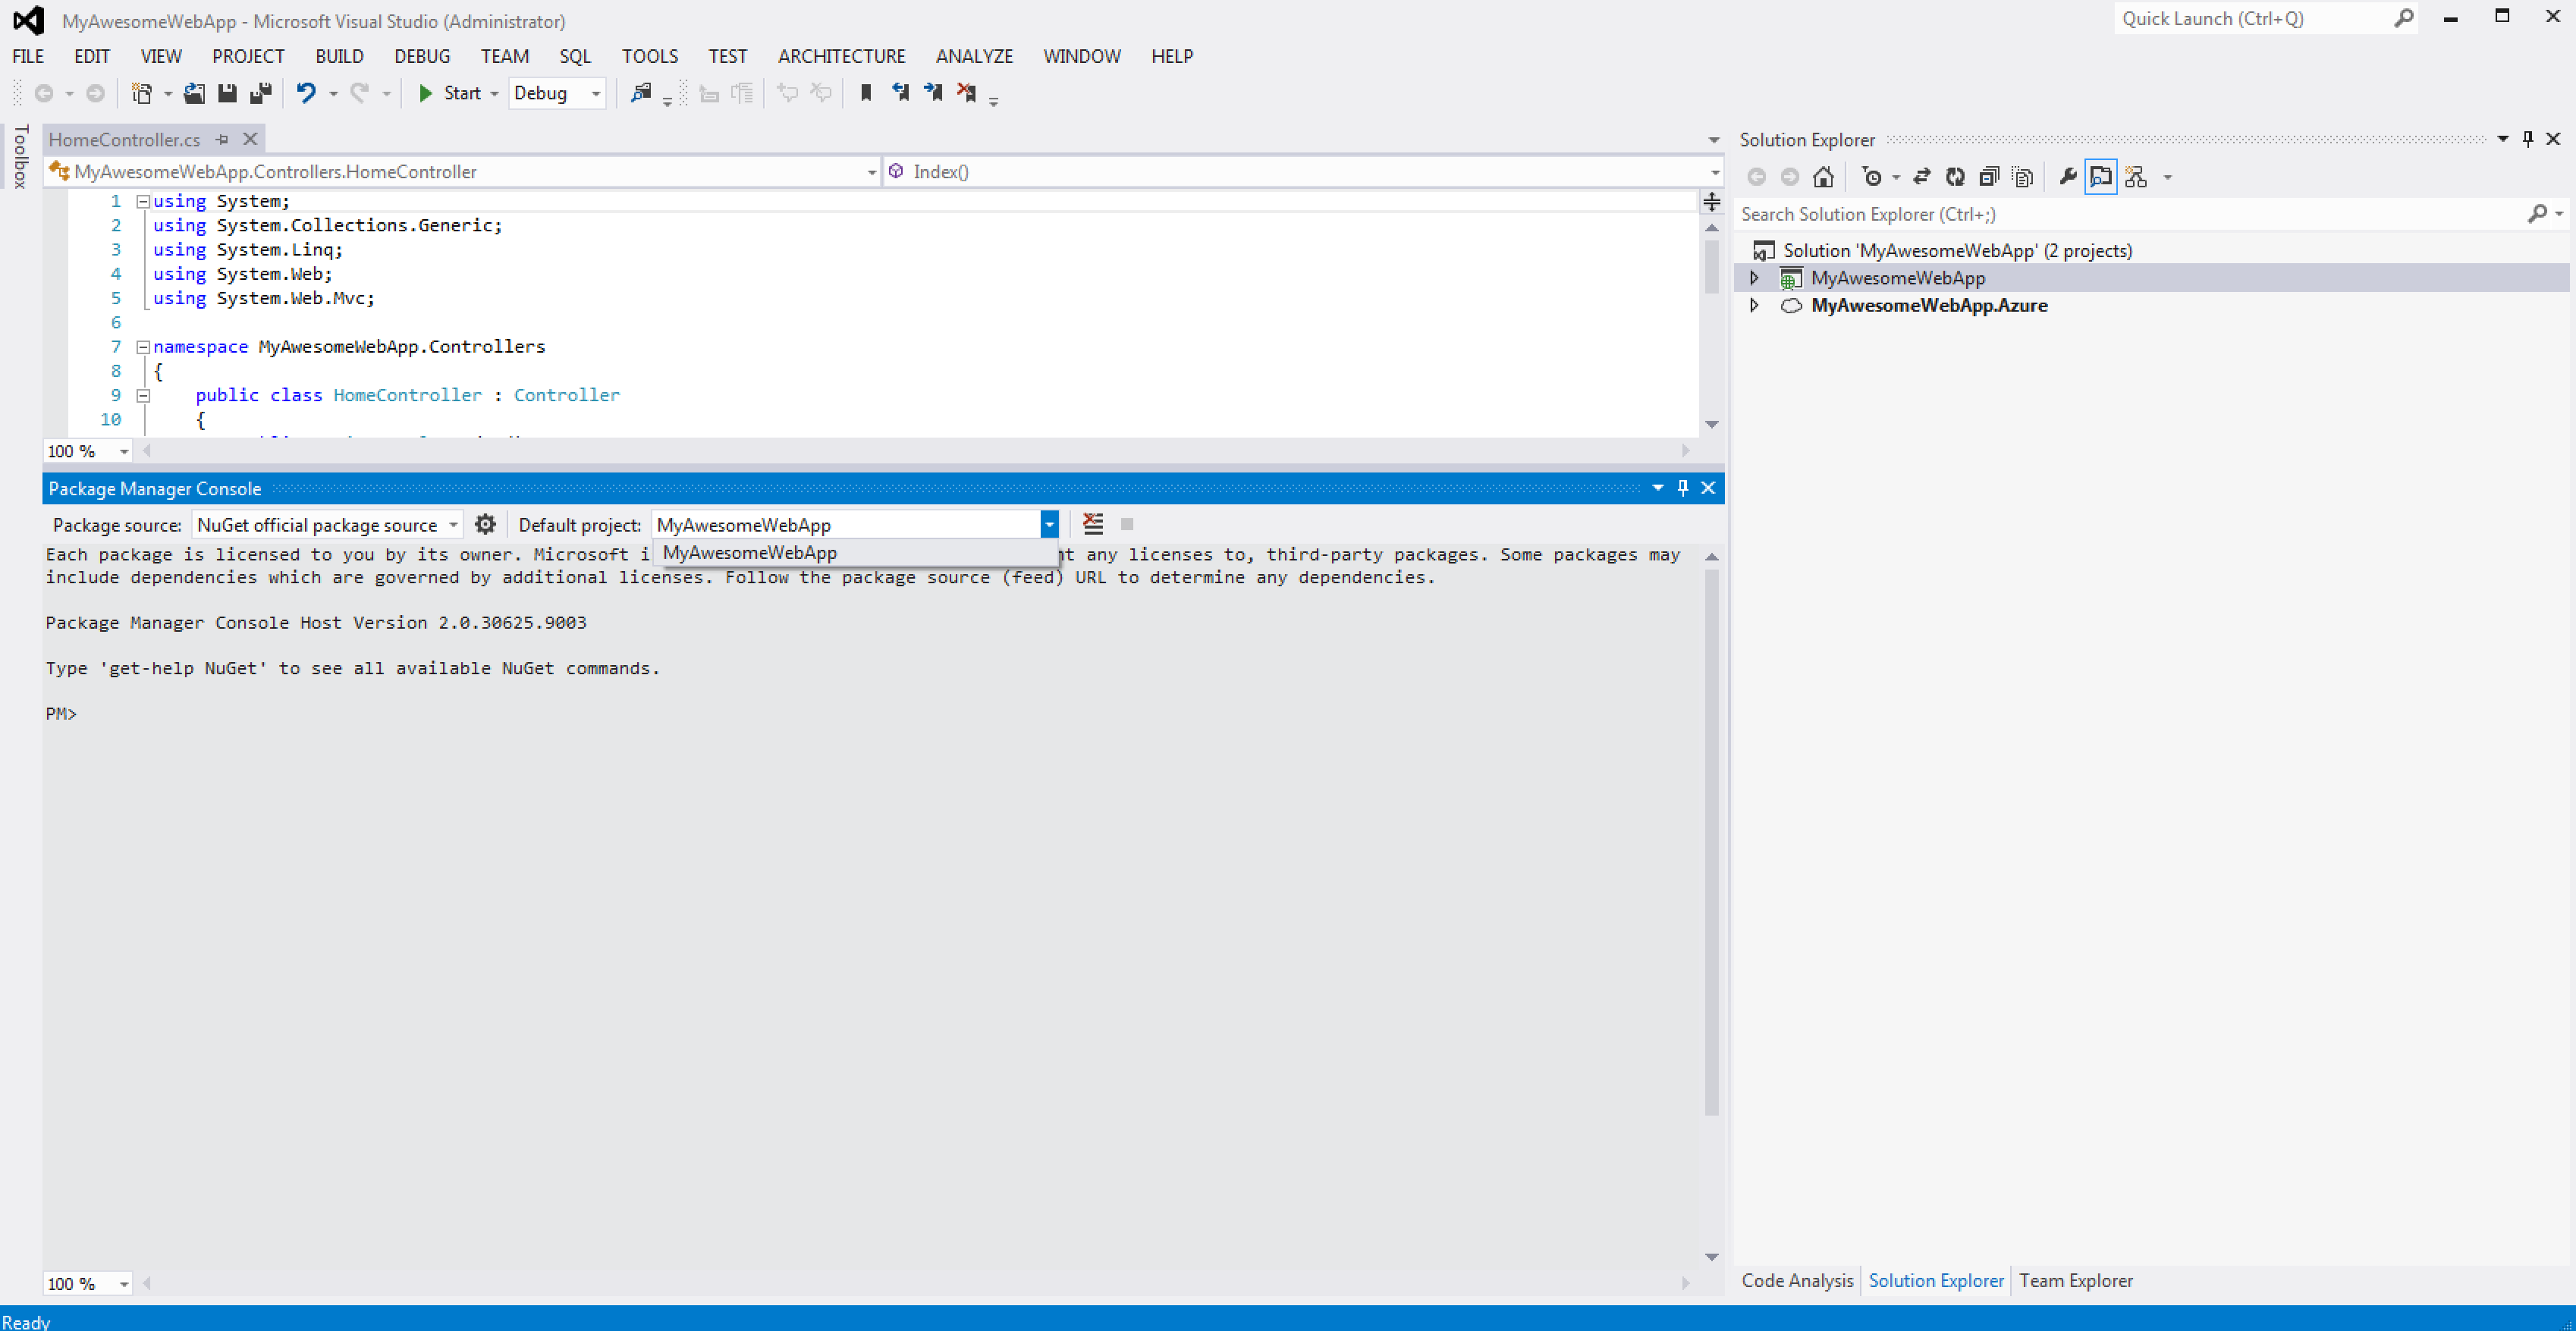 MyAwesomeWebApp - Microsoft Visual Studio (Administrator)
Quick Launch (Ctrl+Q)
FILE EDIT VIEW PROJECT BUILD DEBUG TEAM SQL TOOLS TEST ARCHITECTURE ANALYZE WINDOW HELP
Start Debug
Toolbox
HomeController.cs
MyAwesomeWebApp.Controllers.HomeController Index()
1 using System;
2 using System.Collections.Generic;
3 using System.Linq;
4 using System.Web;
5 using System.Web.Mvc;
6
7 namespace MyAwesomeWebApp.Controllers
8 {
9 public class HomeController : Controller
10 {
100 %
Package Manager Console
Package source: NuGet official package source Default project: MyAwesomeWebApp
MyAwesomeWebApp
Each package is licensed to you by its owner. Microsoft any licenses to, third-party packages. Some packages may
include dependencies which are governed by additional licenses. Follow the package source (feed) URL to determine any dependencies.
Package Manager Console Host Version 2.0.30625.9003
Type 'get-help NuGet' to see all available NuGet commands.
PM>
100 %
Solution Explorer
Search Solution Explorer (Ctrl+;)
Solution 'MyAwesomeWebApp' (2 projects)
MyAwesomeWebApp
MyAwesomeWebApp.Azure
Code Analysis Solution Explorer Team Explorer
Ready